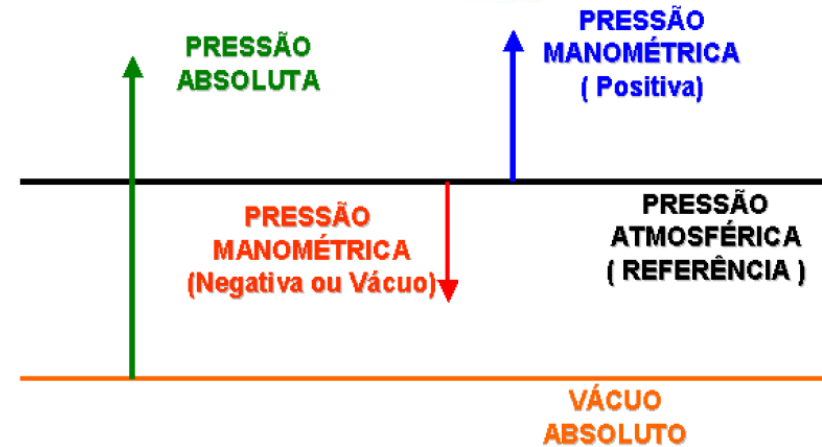 PRESSÃO
ABSOLUTA
PRESSÃO
MANOMÉTRICA
( Positiva)
PRESSÃO
MANOMÉTRICA
(Negativa ou Vácuo)
PRESSÃO
ATMOSFÉRICA
( REFERÊNCIA )
VÁCUO
ABSOLUTO